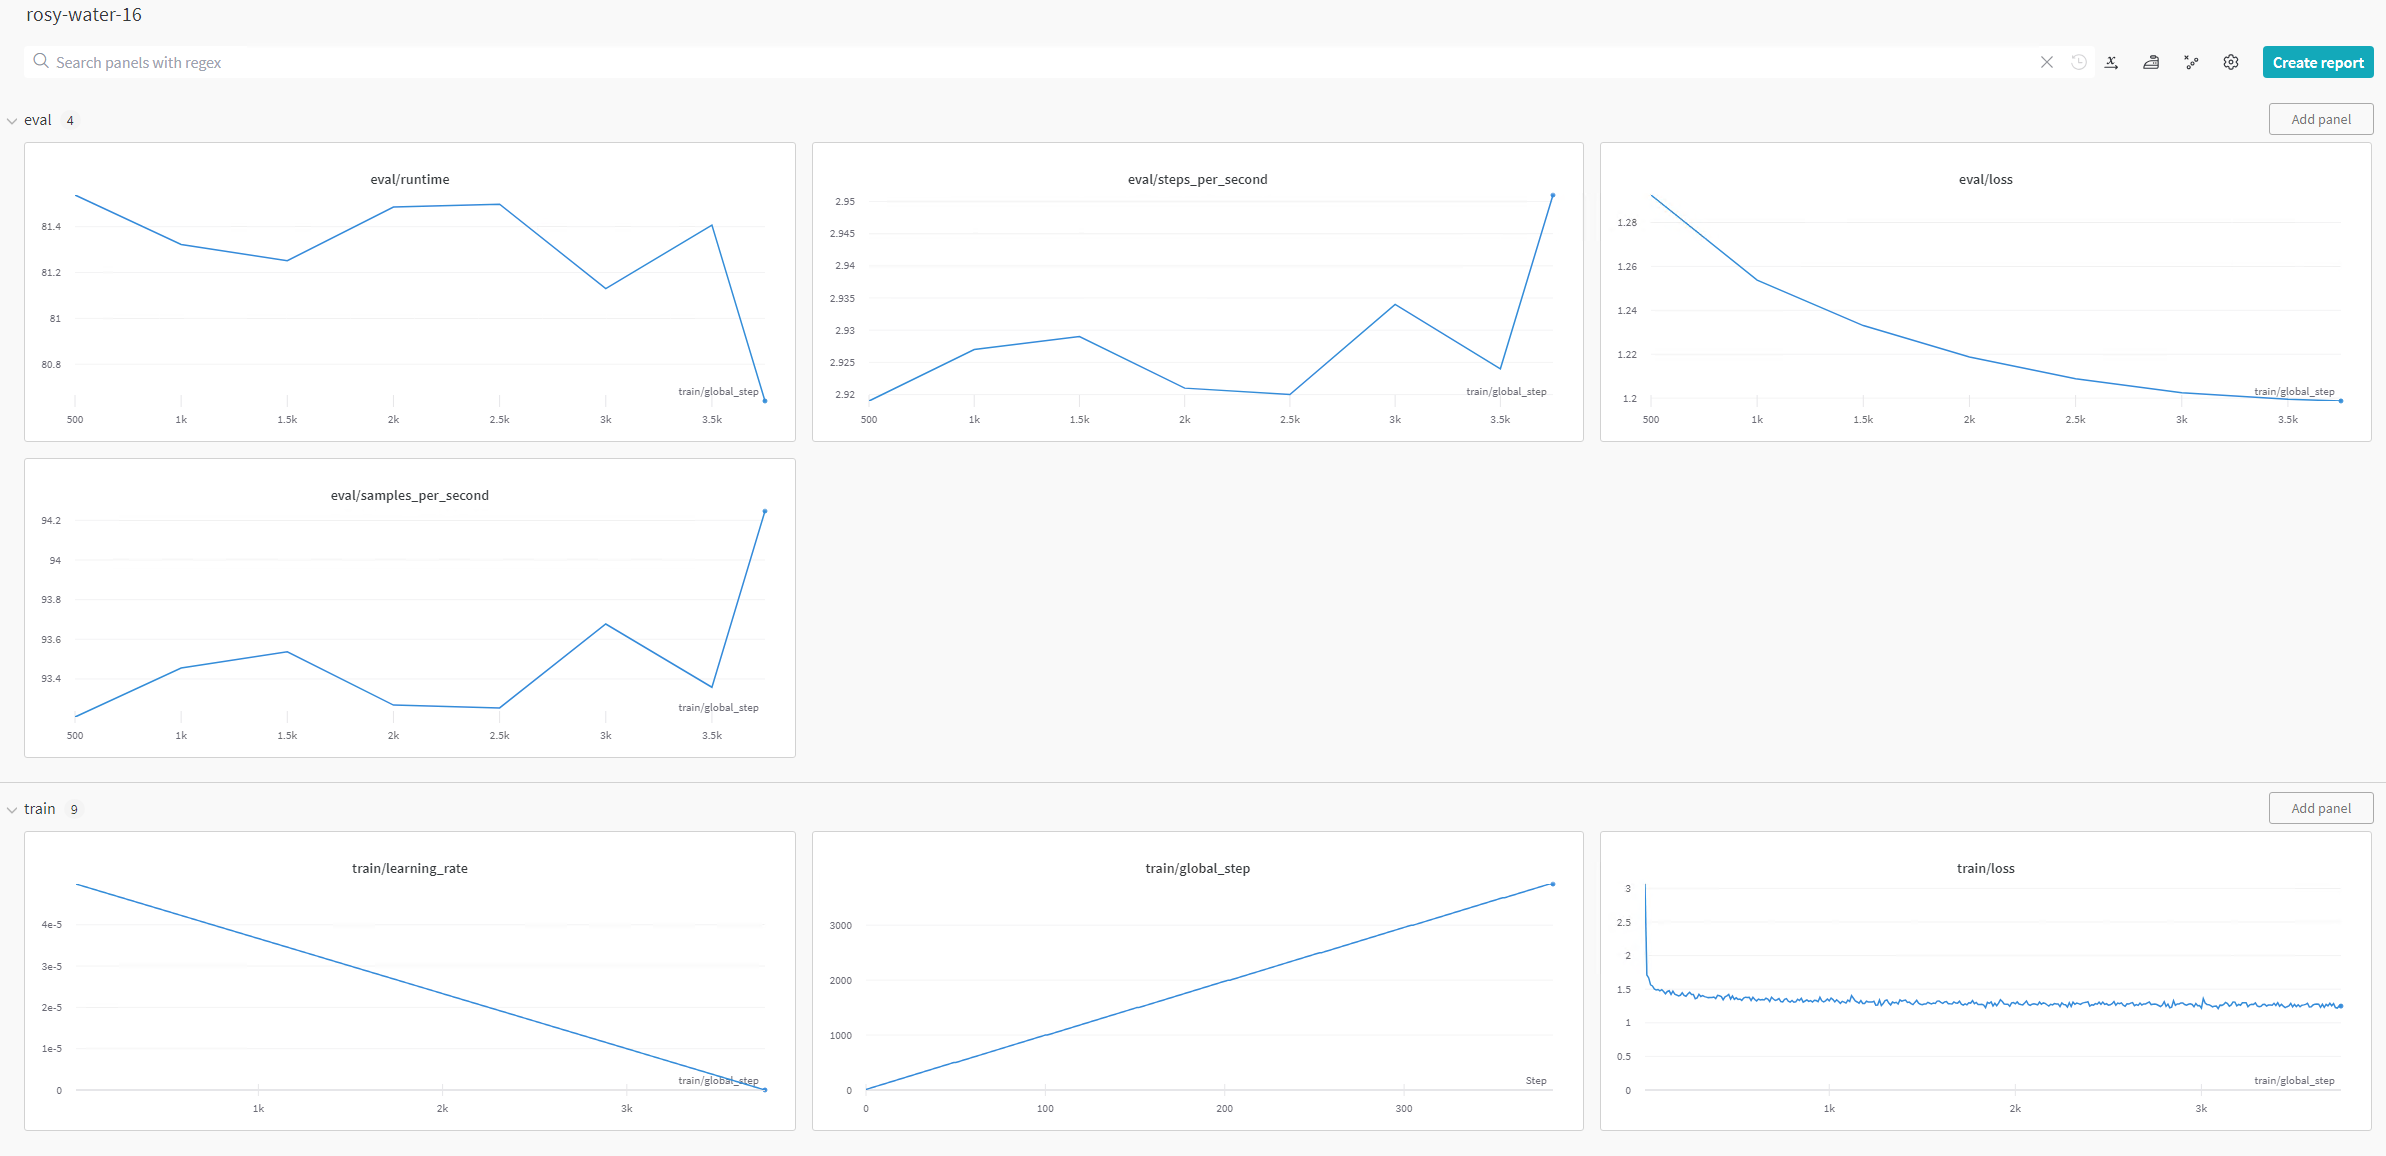 rosy-water-16
Search panels with regex
Create report
eval 4
Add panel
eval/runtime
81.4
81.2
81
80.8
train/global_step
500 1k 1.5k 2k 2.5k 3k 3.5k
eval/steps_per_second
2.95
2.945
2.94
2.935
2.93
2.925
2.92
train/global_step
500 1k 1.5k 2k 2.5k 3k 3.5k
eval/loss
1.28
1.26
1.24
1.22
1.2
train/global_step
500 1k 1.5k 2k 2.5k 3k 3.5k
eval/samples_per_second
94.2
94
93.8
93.6
93.4
train/global_step
500 1k 1.5k 2k 2.5k 3k 3.5k
train 9
Add panel
train/learning_rate
4e-5
3e-5
2e-5
1e-5
0
train/global_step
1k 2k 3k
train/global_step
3000
2000
1000
0
Step
0 100 200 300
train/loss
3
2.5
2
1.5
1
0.5
0
train/global_step
1k 2k 3k